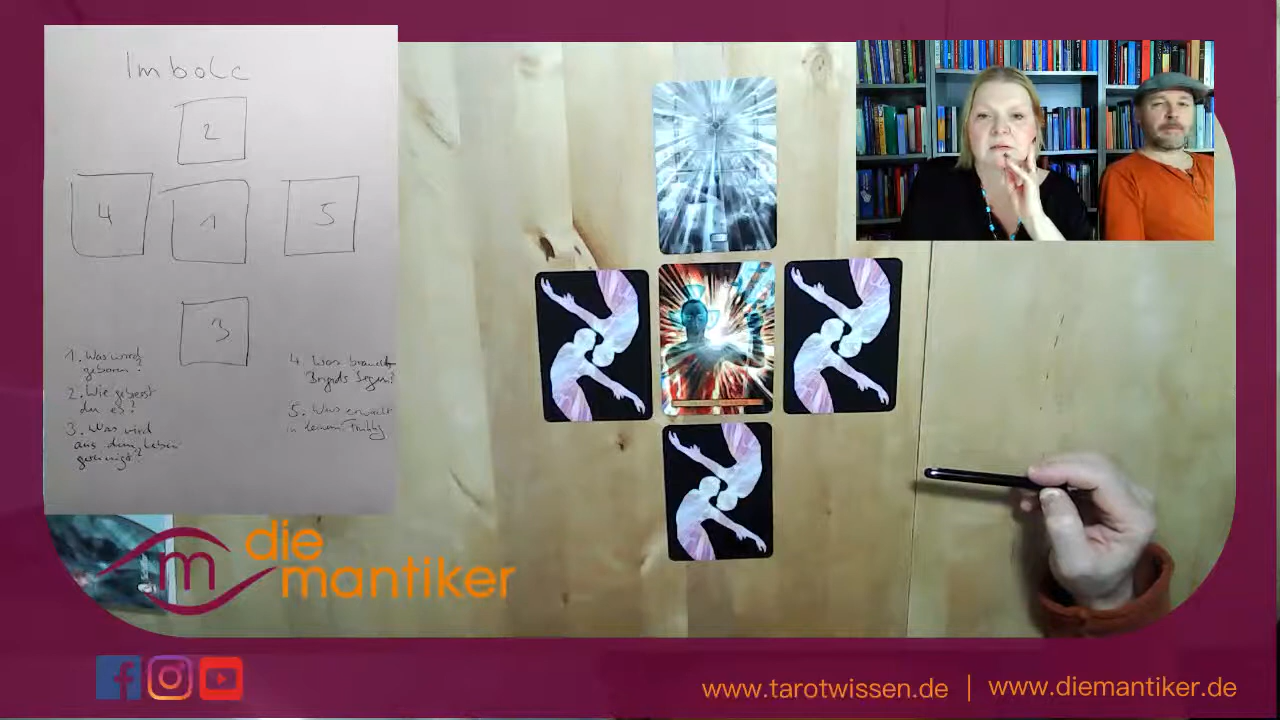 Imbolc
2
4
1
5
3
1. Was wird
geboren?
2. Wie gebierst
du es?
3. Was wird
aus dem Leben
gereinigt?
4. Was braucht
Brigids Segen?
5. Was erwacht
in deinem Frühling
m
die
mantiker
www.tarotwissen.de | www.diemantiker.de